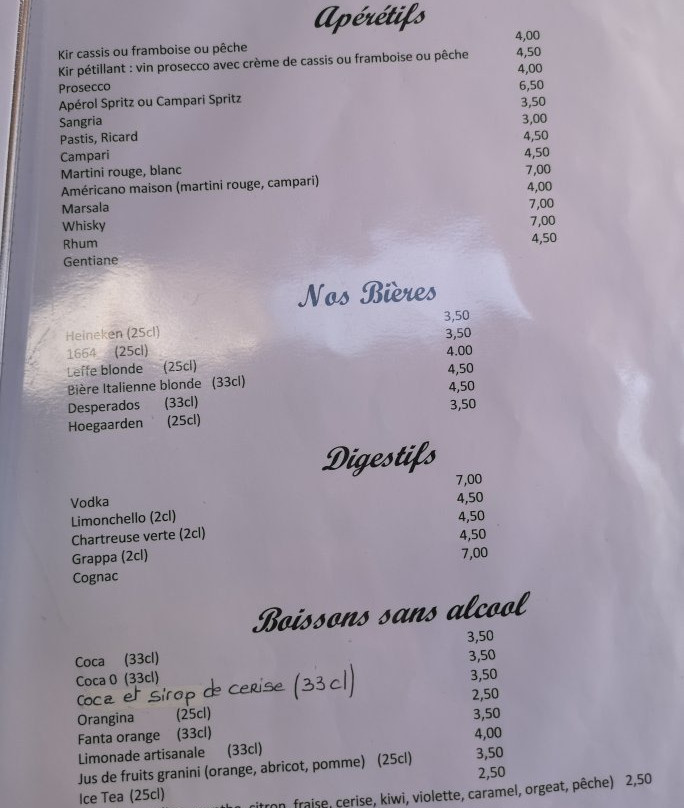 Apérétifs
Kir cassis ou framboise ou pêche 4,00
Kir pétillant : vin prosecco avec crème de cassis ou framboise ou pêche 4,50
Prosecco 4,00
Apérol Spritz ou Campari Spritz 6,50
Sangria 3,50
Pastis, Ricard 3,00
Campari 4,50
Martini rouge, blanc 4,50
Américano maison (martini rouge, campari) 7,00
Marsala 4,00
Whisky 7,00
Rhum 7,00
Gentiane 4,50
Nos Bières
Heineken (25cl) 3,50
1664 (25cl) 3,50
Leffe blonde (25cl) 4.00
Bière Italienne blonde (33cl) 4,50
Desperados (33cl) 4,50
Hoegaarden (25cl) 3,50
Digestifs
Vodka 7,00
Limonchello (2cl) 4,50
Chartreuse verte (2cl) 4,50
Grappa (2cl) 4,50
Cognac 7,00
Boissons sans alcool
Coca (33cl) 3,50
Coca 0 (33cl) 3,50
Coca et sirop de cerise (33cl) 3,50
Orangina (25cl) 2,50
Fanta orange (33cl) 3,50
Limonade artisanale (33cl) 4,00
Jus de fruits granini (orange, abricot, pomme) (25cl) 3,50
Ice Tea (25cl) 2,50
citron, fraise, cerise, kiwi, violette, caramel, orgeat, pêche) 2,50